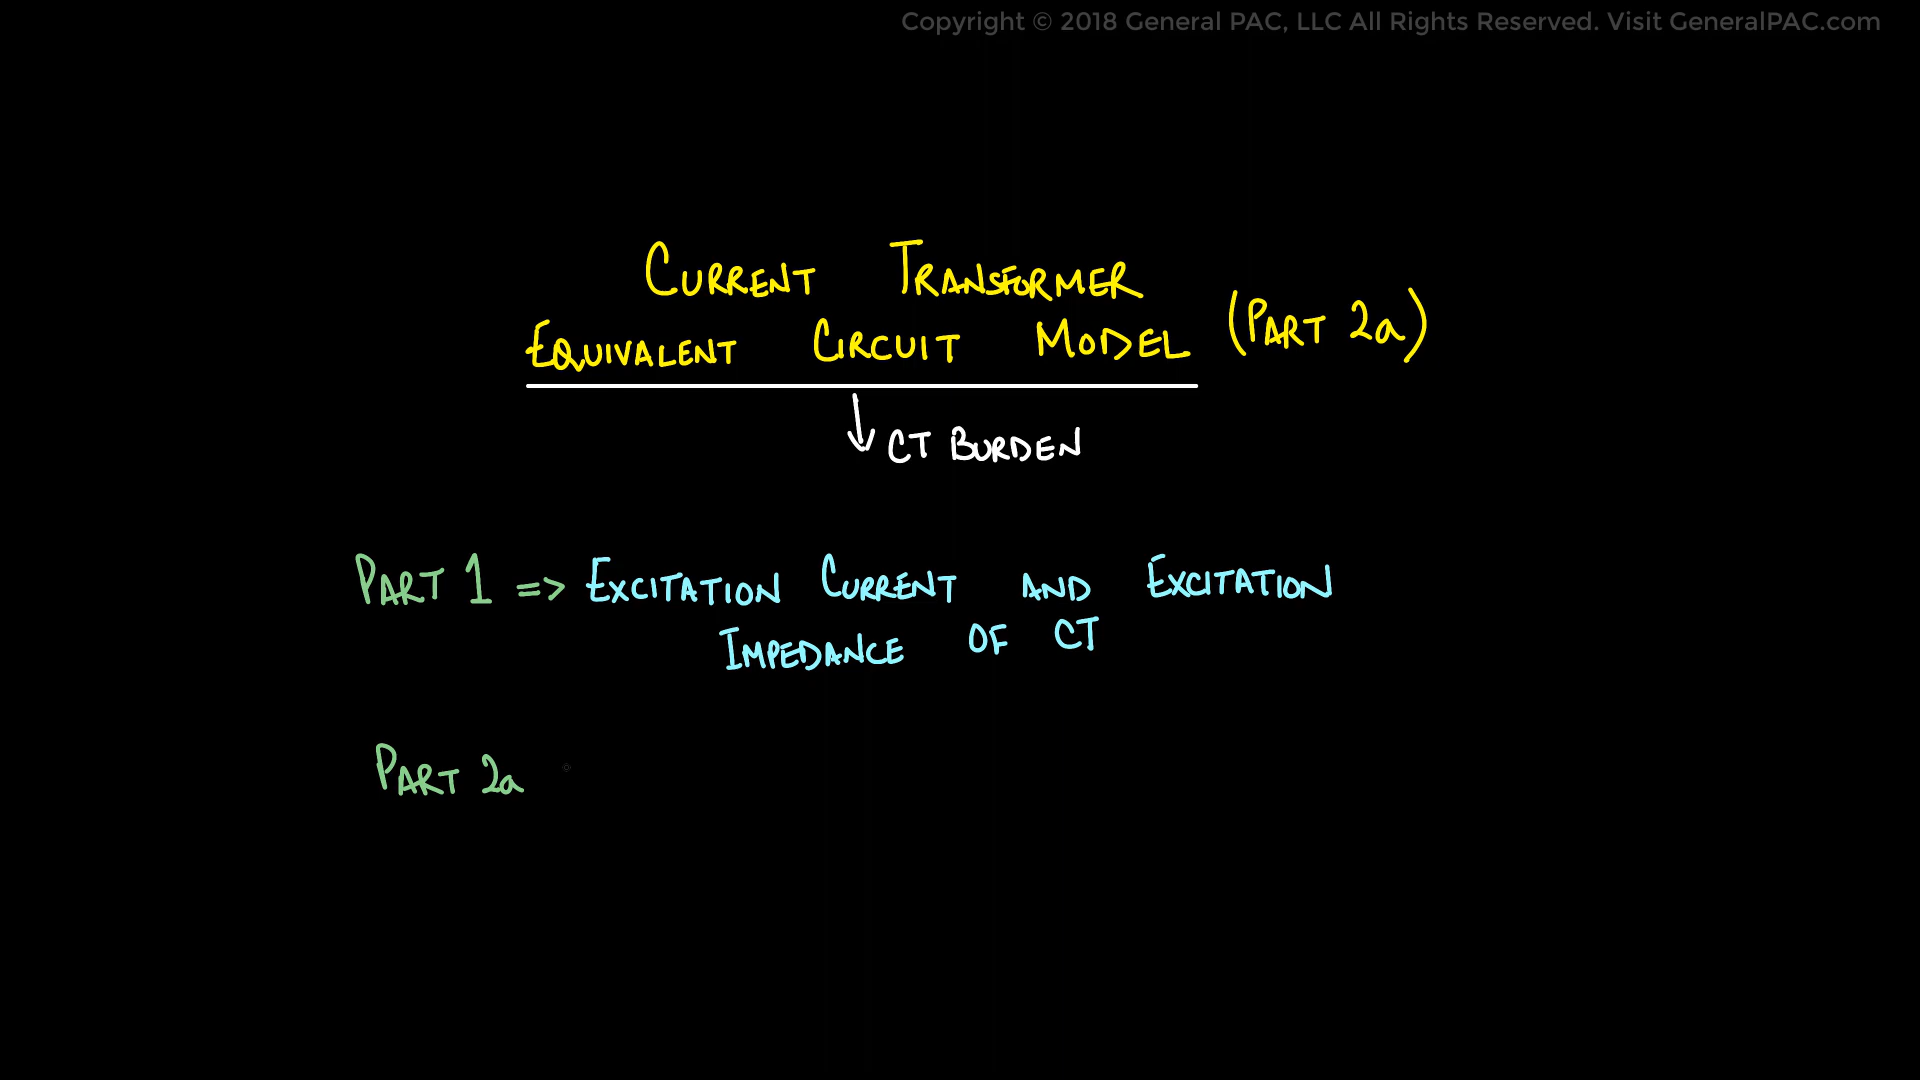 Copyright © 2018 General PAC, LLC All Rights Reserved. Visit GeneralPAC.com
CURRENT TRANSFORMER
EQUIVALENT CIRCUIT MODEL (PART 2a)
↓ CT BURDEN
PART 1 => EXCITATION CURRENT AND EXCITATION
IMPEDANCE OF CT
PART 2a